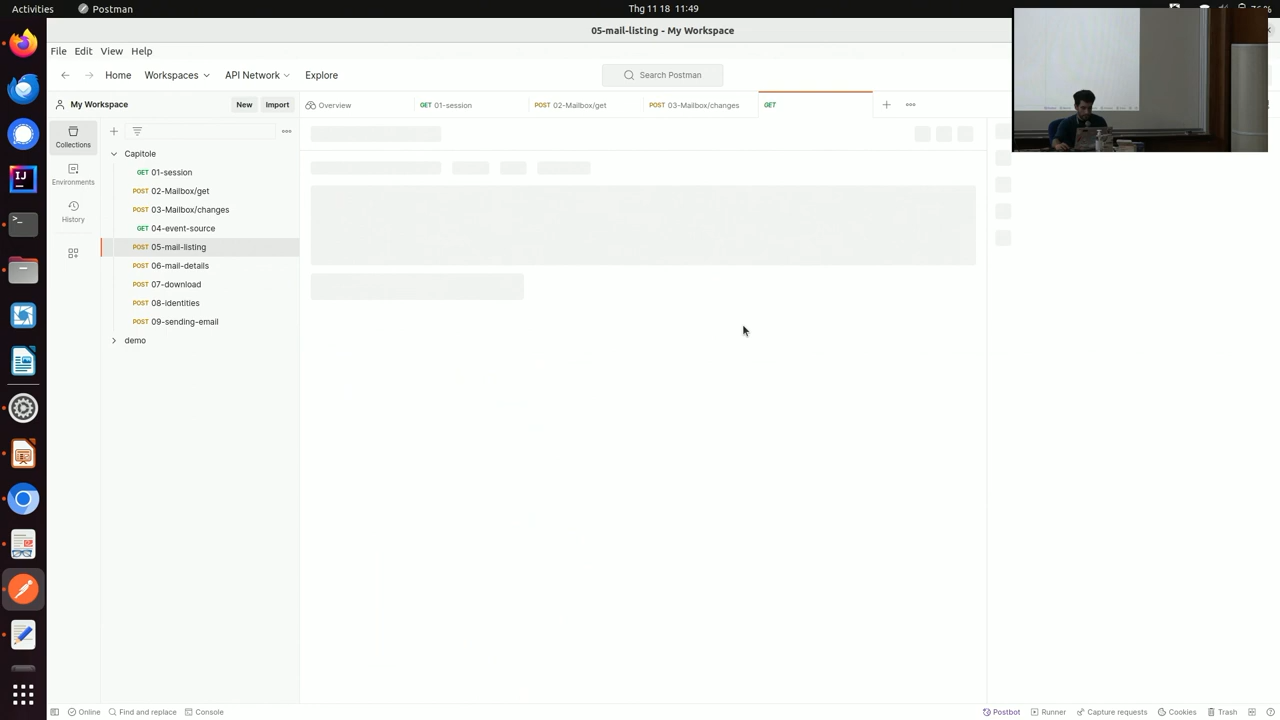 Activities
Postman
Thg 11 18 11:49
05-mail-listing - My Workspace
File Edit View Help
Home Workspaces API Network Explore
Search Postman
My Workspace New Import
Overview
GET 01-session
POST 02-Mailbox/get
POST 03-Mailbox/changes
GET
Collections
Environments
History
Capitole
GET 01-session
POST 02-Mailbox/get
POST 03-Mailbox/changes
GET 04-event-source
POST 05-mail-listing
POST 06-mail-details
POST 07-download
POST 08-identities
POST 09-sending-email
demo
Online Find and replace Console
Postbot Runner Capture requests Cookies Trash